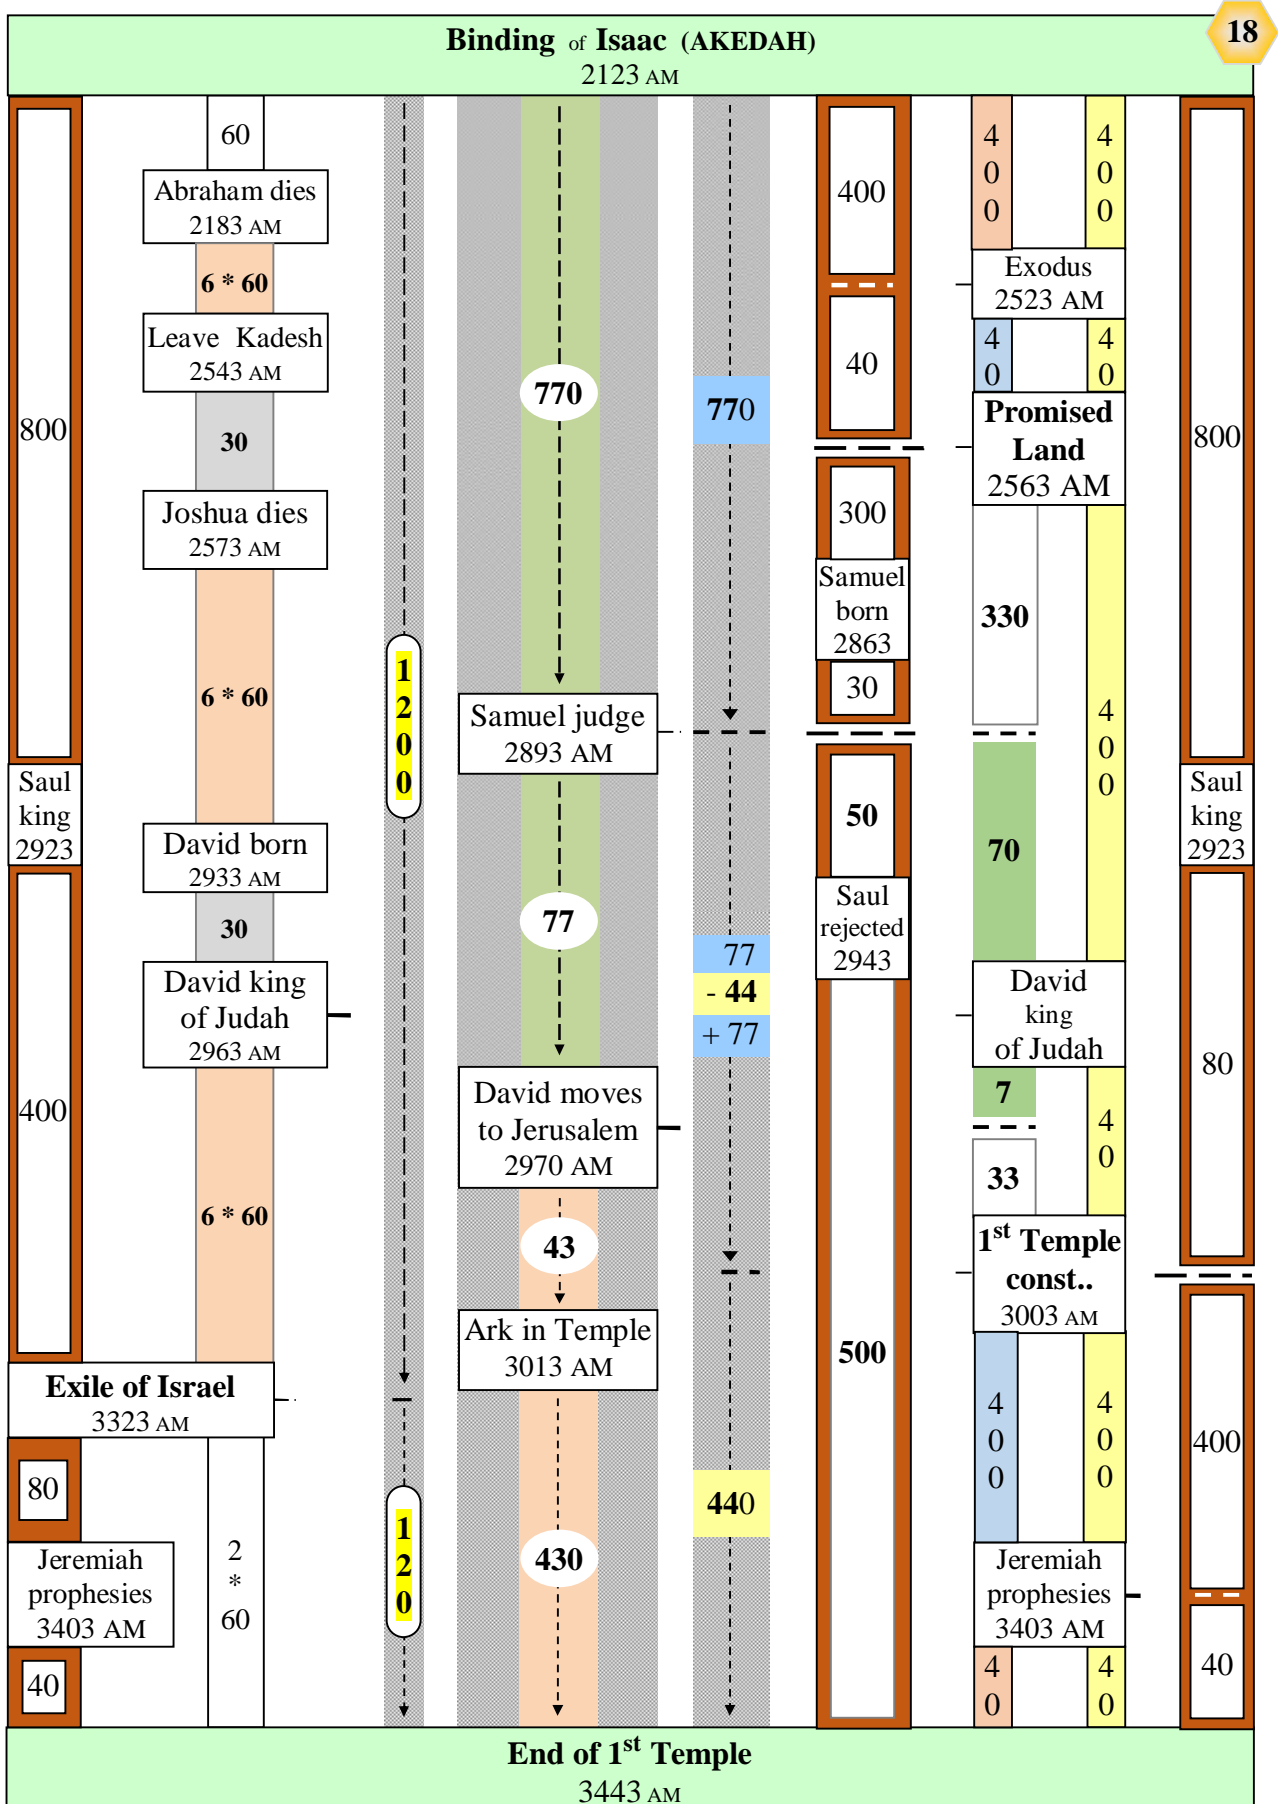 18
Binding of Isaac (AKEDAH)
2123 AM
800
Saul
king
2923
400
Exile of Israel
3323 AM
80
Jeremiah
prophesies
3403 AM
40
60
Abraham dies
2183 AM
6 * 60
Leave Kadesh
2543 AM
30
Joshua dies
2573 AM
6 * 60
David born
2933 AM
30
David king
of Judah
2963 AM
6 * 60
2
*
60
1
2
0
0
1
2
0
770
Samuel judge
2893 AM
77
David moves
to Jerusalem
2970 AM
43
Ark in Temple
3013 AM
430
770
77
- 44
+ 77
440
400
40
300
Samuel
born
2863
30
50
Saul
rejected
2943
500
4
0
0
4
0
0
Exodus
2523 AM
4
0
4
0
Promised
Land
2563 AM
330
4
0
0
70
David
king
of Judah
7
4
0
33
1st Temple
const..
3003 AM
4
0
0
4
0
0
Jeremiah
prophesies
3403 AM
4
0
4
0
800
Saul
king
2923
80
400
40
End of 1st Temple
3443 AM